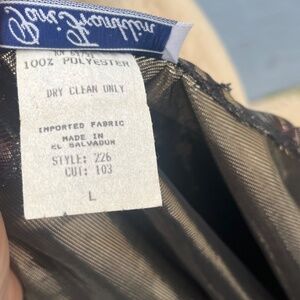 100% POLYESTER
DRY CLEAN ONLY
IMPORTED FABRIC
MADE IN
EL SALVADOR
STYLE: 226
CUT: 103
L